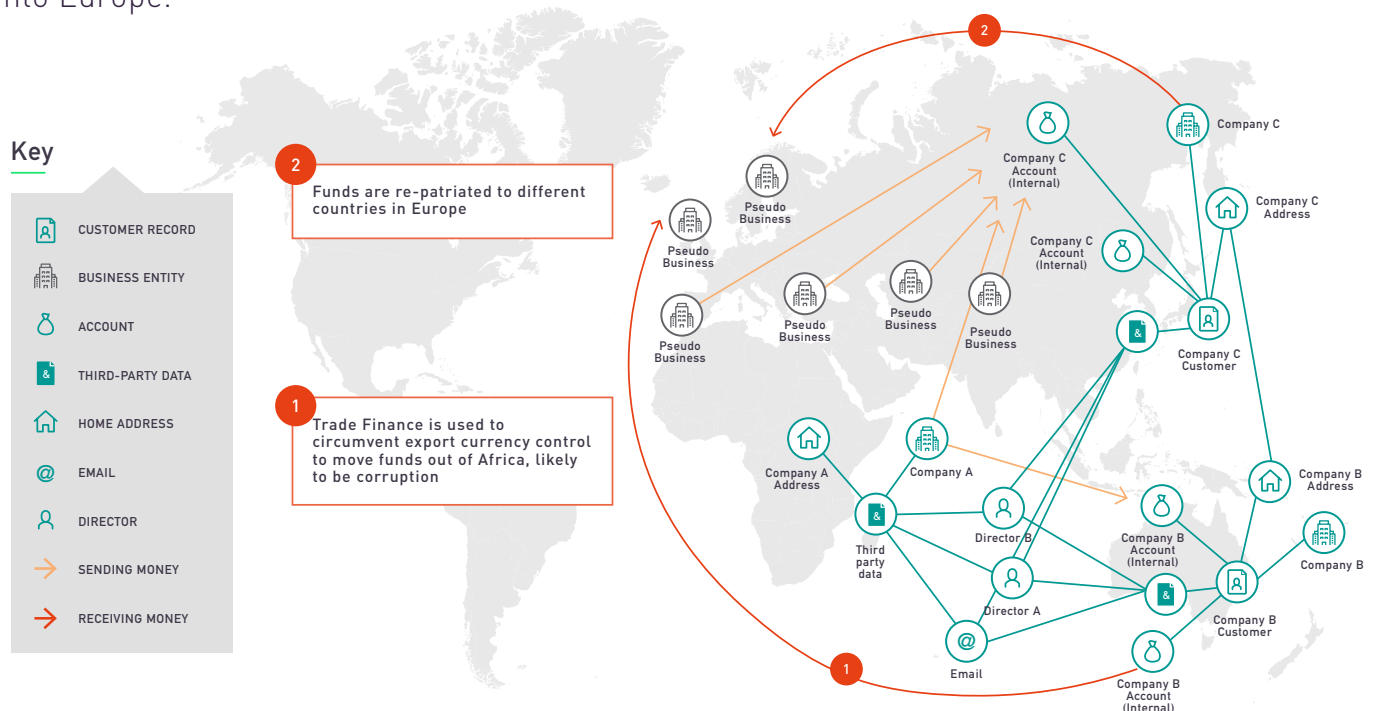 into Europe.
Key
CUSTOMER RECORD
BUSINESS ENTITY
ACCOUNT
&
THIRD-PARTY DATA
HOME ADDRESS
@
EMAIL
DIRECTOR
SENDING MONEY
RECEIVING MONEY
2
Funds are re-patriated to different
countries in Europe
1
Trade Finance is used to
circumvent export currency control
to move funds out of Africa, likely
to be corruption
2
Company C
Company C
Account
(Internal)
Company C
Address
Pseudo
Business
Pseudo
Business
Company C
Account
(Internal)
Pseudo
Business
Pseudo
Business
Pseudo
Business
Pseudo
Business
&
Company C
Customer
Company A
Address
Company A
Company B
Address
&
Third
party
data
Director B
Company B
Account
(Internal)
Company B
Director A
&
Company B
Customer
@
Email
1
Company B
Account
(Internal)